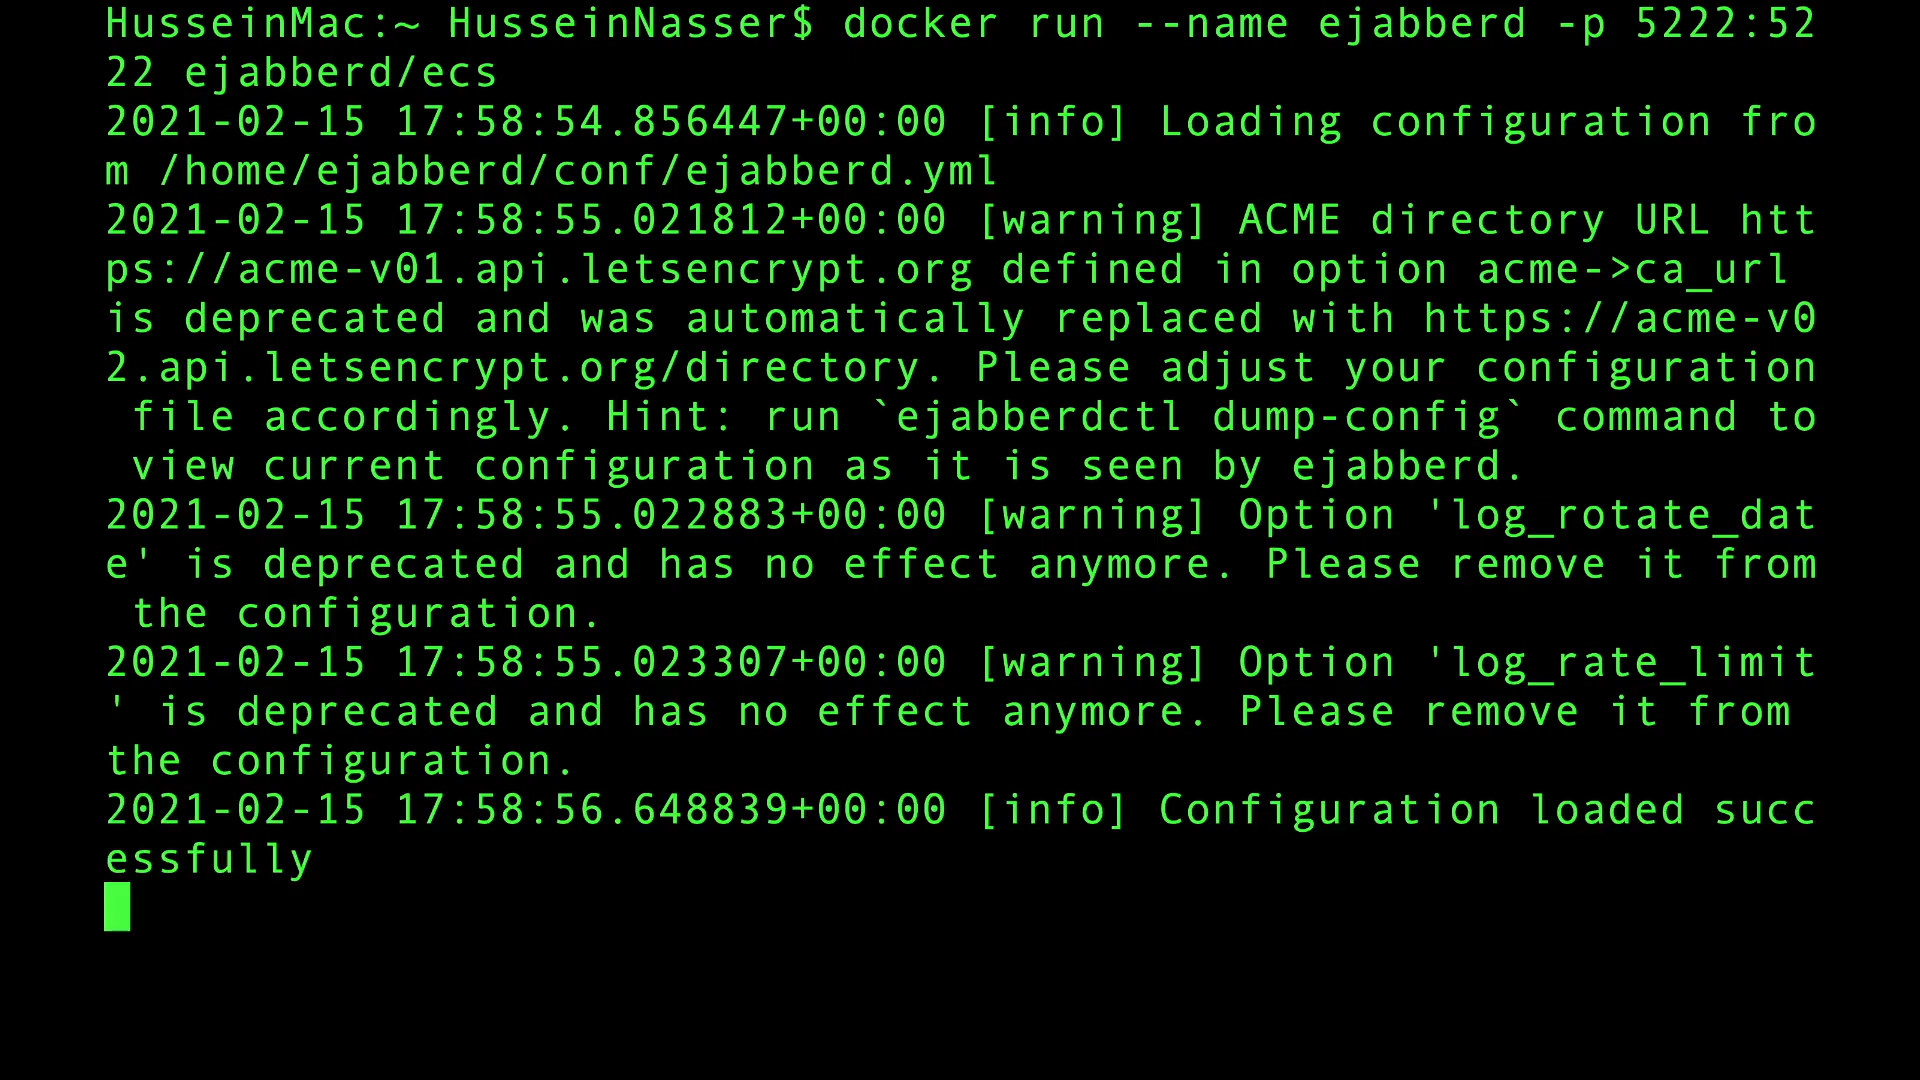 HusseinMac:~ HusseinNasser$ docker run --name ejabberd -p 5222:52
22 ejabberd/ecs
2021-02-15 17:58:54.856447+00:00 [info] Loading configuration fro
m /home/ejabberd/conf/ejabberd.yml
2021-02-15 17:58:55.021812+00:00 [warning] ACME directory URL htt
ps://acme-v01.api.letsencrypt.org defined in option acme->ca_url
is deprecated and was automatically replaced with https://acme-v0
2.api.letsencrypt.org/directory. Please adjust your configuration
 file accordingly. Hint: run `ejabberdctl dump-config` command to
 view current configuration as it is seen by ejabberd.
2021-02-15 17:58:55.022883+00:00 [warning] Option 'log_rotate_dat
e' is deprecated and has no effect anymore. Please remove it from
 the configuration.
2021-02-15 17:58:55.023307+00:00 [warning] Option 'log_rate_limit
' is deprecated and has no effect anymore. Please remove it from
the configuration.
2021-02-15 17:58:56.648839+00:00 [info] Configuration loaded succ
essfully